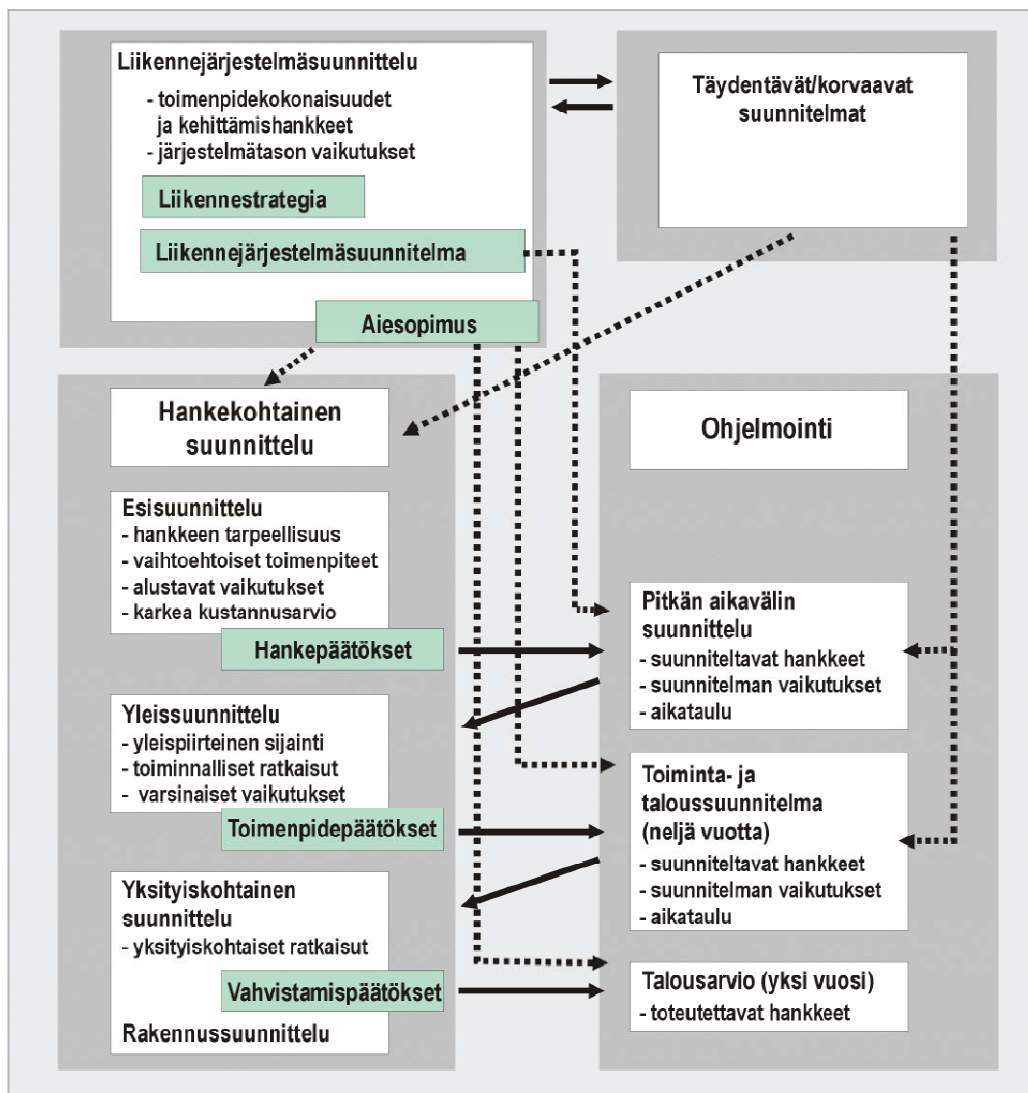 Liikennejärjestelmäsuunnittelu
- toimenpidekokonaisuudet
ja kehittämishankkeet
- järjestelmätason vaikutukset
Liikennestrategia
Liikennejärjestelmäsuunnitelma
Aiesopimus
Täydentävät/korvaavat
suunnitelmat
Hankekohtainen
suunnittelu
Esisuunnittelu
- hankkeen tarpeellisuus
- vaihtoehtoiset toimenpiteet
- alustavat vaikutukset
- karkea kustannusarvio
Hankepäätökset
Yleissuunnittelu
- yleispiirteinen sijainti
- toiminnalliset ratkaisut
- varsinaiset vaikutukset
Toimenpidepäätökset
Yksityiskohtainen
suunnittelu
- yksityiskohtaiset ratkaisut
Vahvistamispäätökset
Rakennussuunnittelu
Ohjelmointi
Pitkän aikavälin
suunnittelu
- suunniteltavat hankkeet
- suunnitelman vaikutukset
- aikataulu
Toiminta- ja
taloussuunnitelma
(neljä vuotta)
- suunniteltavat hankkeet
- suunnitelman vaikutukset
- aikataulu
Talousarvio (yksi vuosi)
- toteutettavat hankkeet